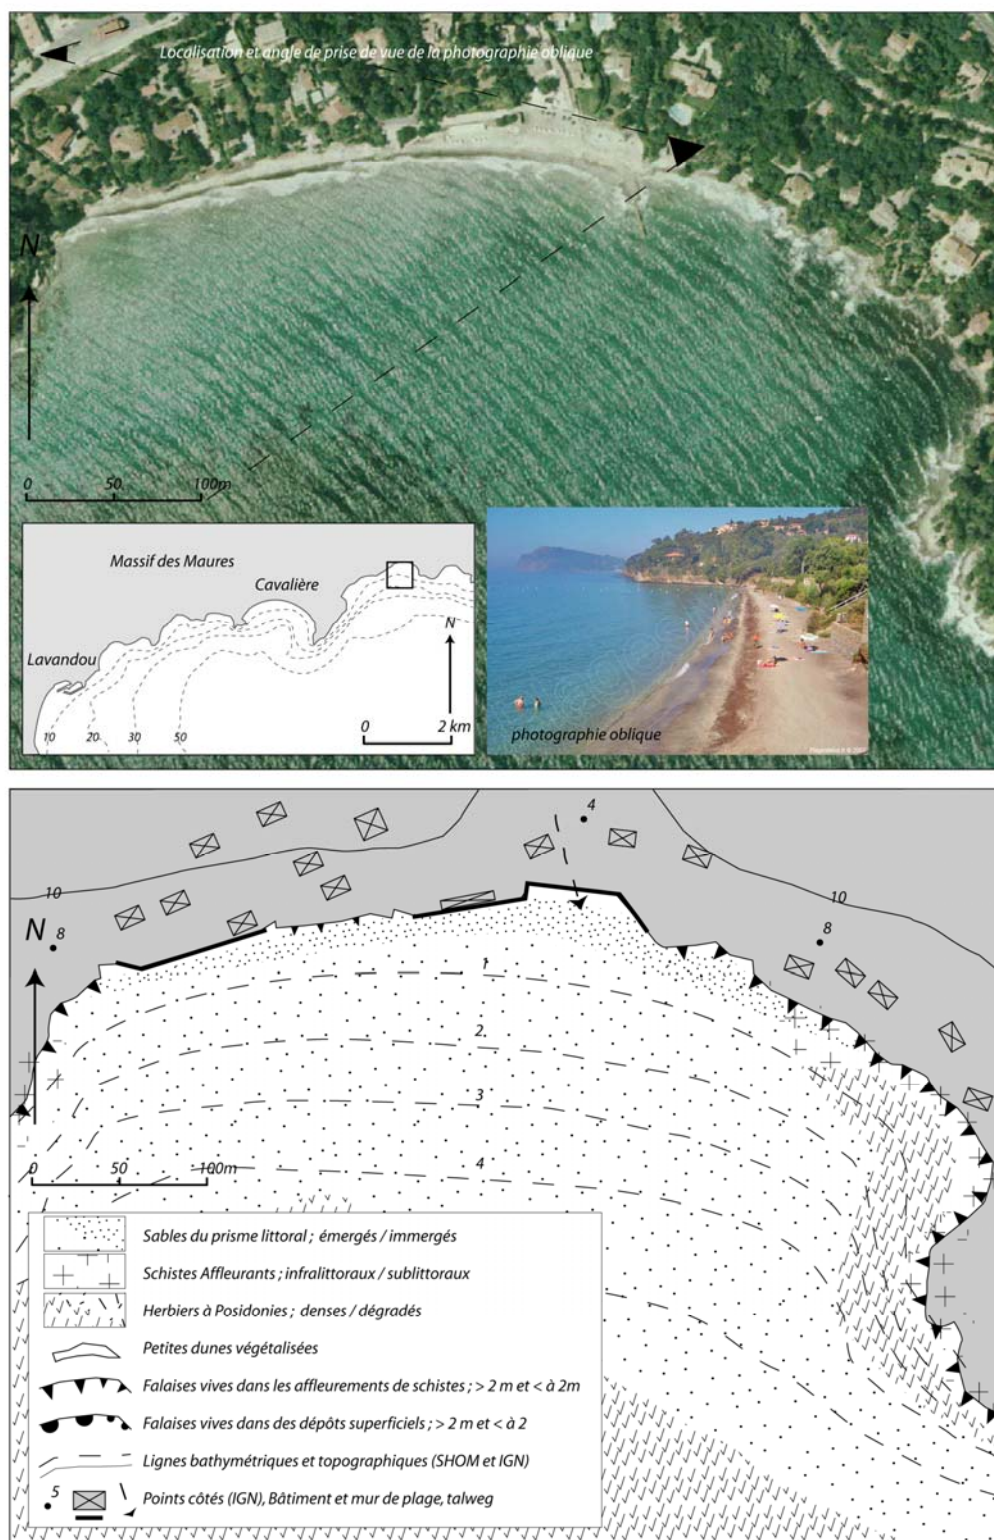 Localisation et angle de prise de vue de la photographie oblique
N
0 50 100m
Massif des Maures
Cavalière
N
Lavandou
0 2 km
10 20 30 50
photographie oblique
4
10
10
N
8
8
1
2
3
0 50 100m
4
Sables du prisme littoral ; émergés / immergés
Schistes Affleurants ; infralittoraux / sublittoraux
Herbiers à Posidonies ; denses / dégradés
Petites dunes végétalisées
Falaises vives dans les affleurements de schistes ; > 2 m et < à 2m
Falaises vives dans des dépôts superficiels ; > 2 m et < à 2
Lignes bathymétriques et topographiques (SHOM et IGN)
5 Points côtés (IGN), Bâtiment et mur de plage, talweg